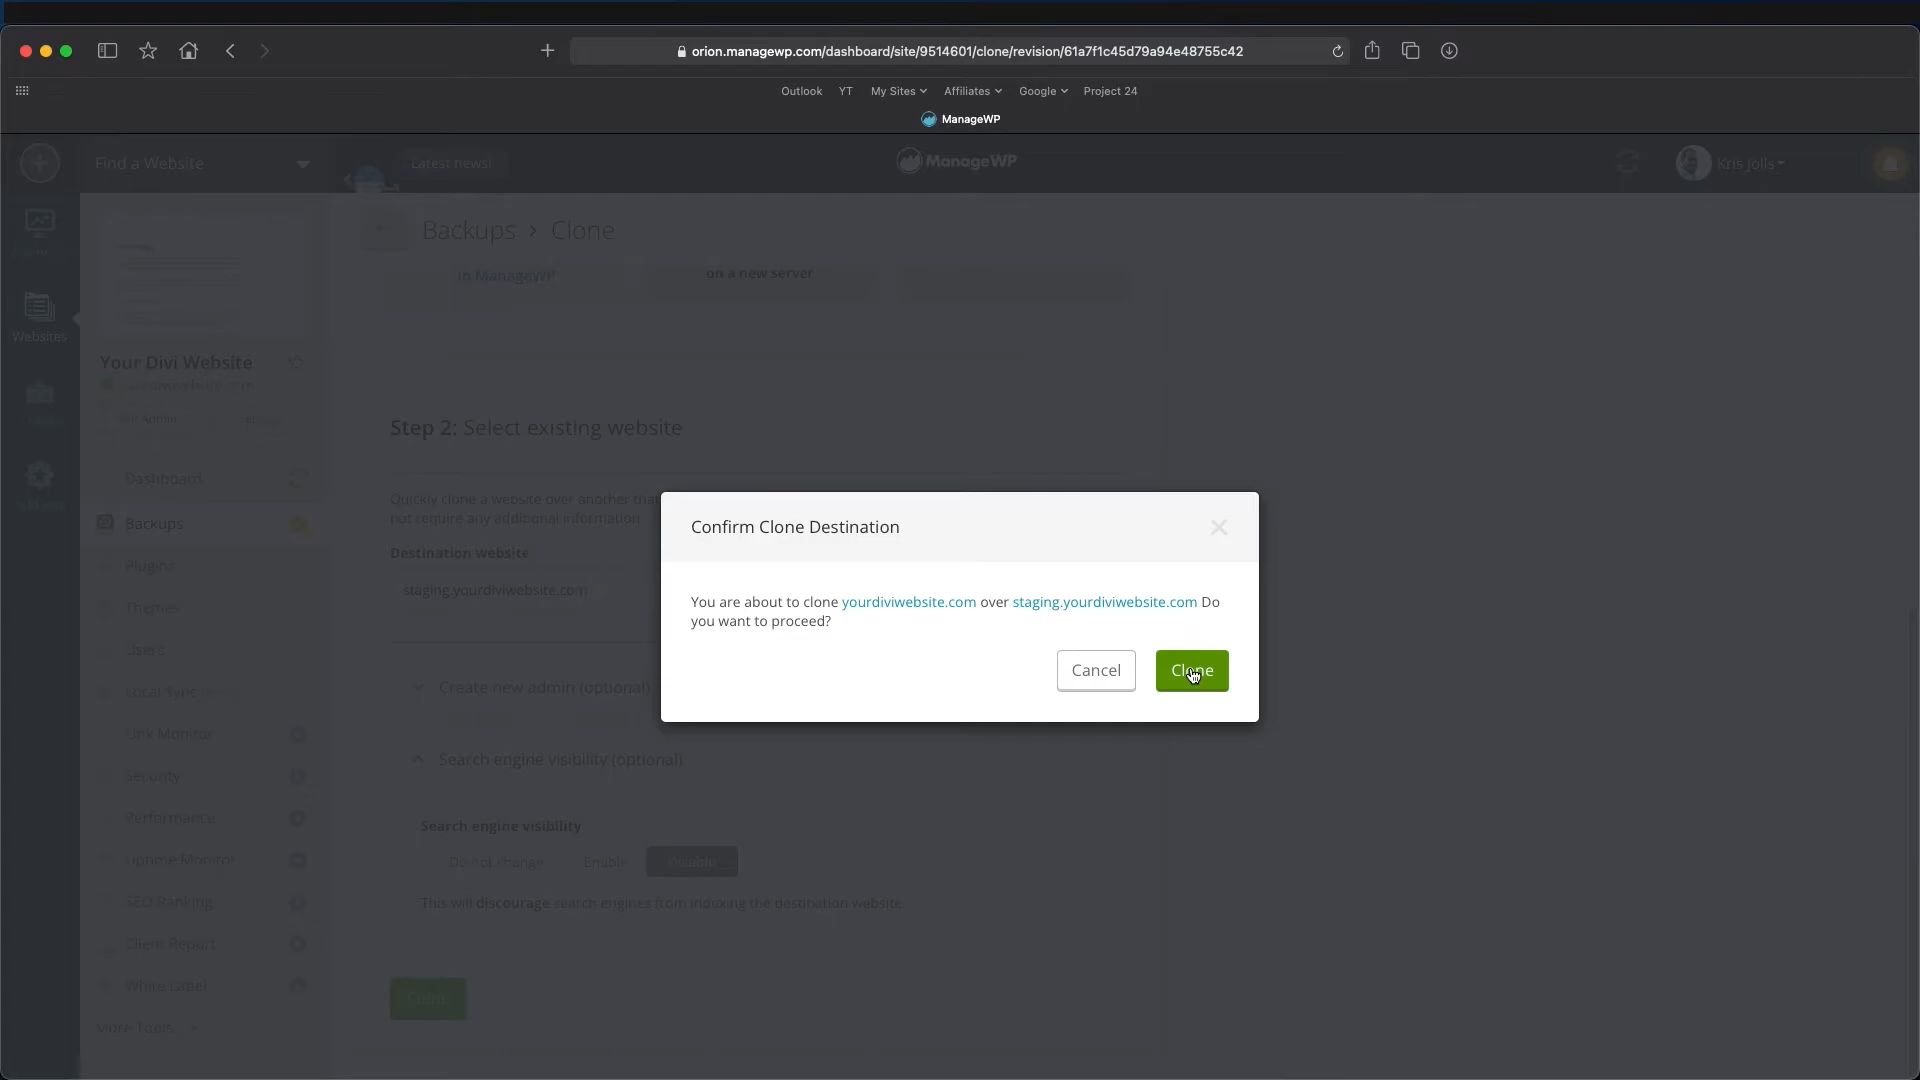 orion.managewp.com/dashboard/site/9514601/clone/revision/61a7f1c45d79a94e48755c42
Outlook YT My Sites Affiliates Google Project 24
ManageWP
Find a Website
Latest news!
ManageWP
Kris Jolls
Backups > Clone
in ManageWP
on a new server
Websites
Your Divi Website
Step 2: Select existing website
Dashboard
Quickly clone a website over another that
not require any additional information
Backups
Destination website
staging.yourdiviwebsite.com
Plugins
Themes
Users
Local Sync
Link Monitor
Security
Performance
Uptime Monitor
SEO Ranking
Client Report
White Label
More Tools
Confirm Clone Destination
You are about to clone yourdiviwebsite.com over staging.yourdiviwebsite.com Do
you want to proceed?
Cancel
Clone
Create new admin (optional)
Search engine visibility (optional)
Search engine visibility
Do not change Enable Disable
This will discourage search engines from indexing the destination website.
Clone